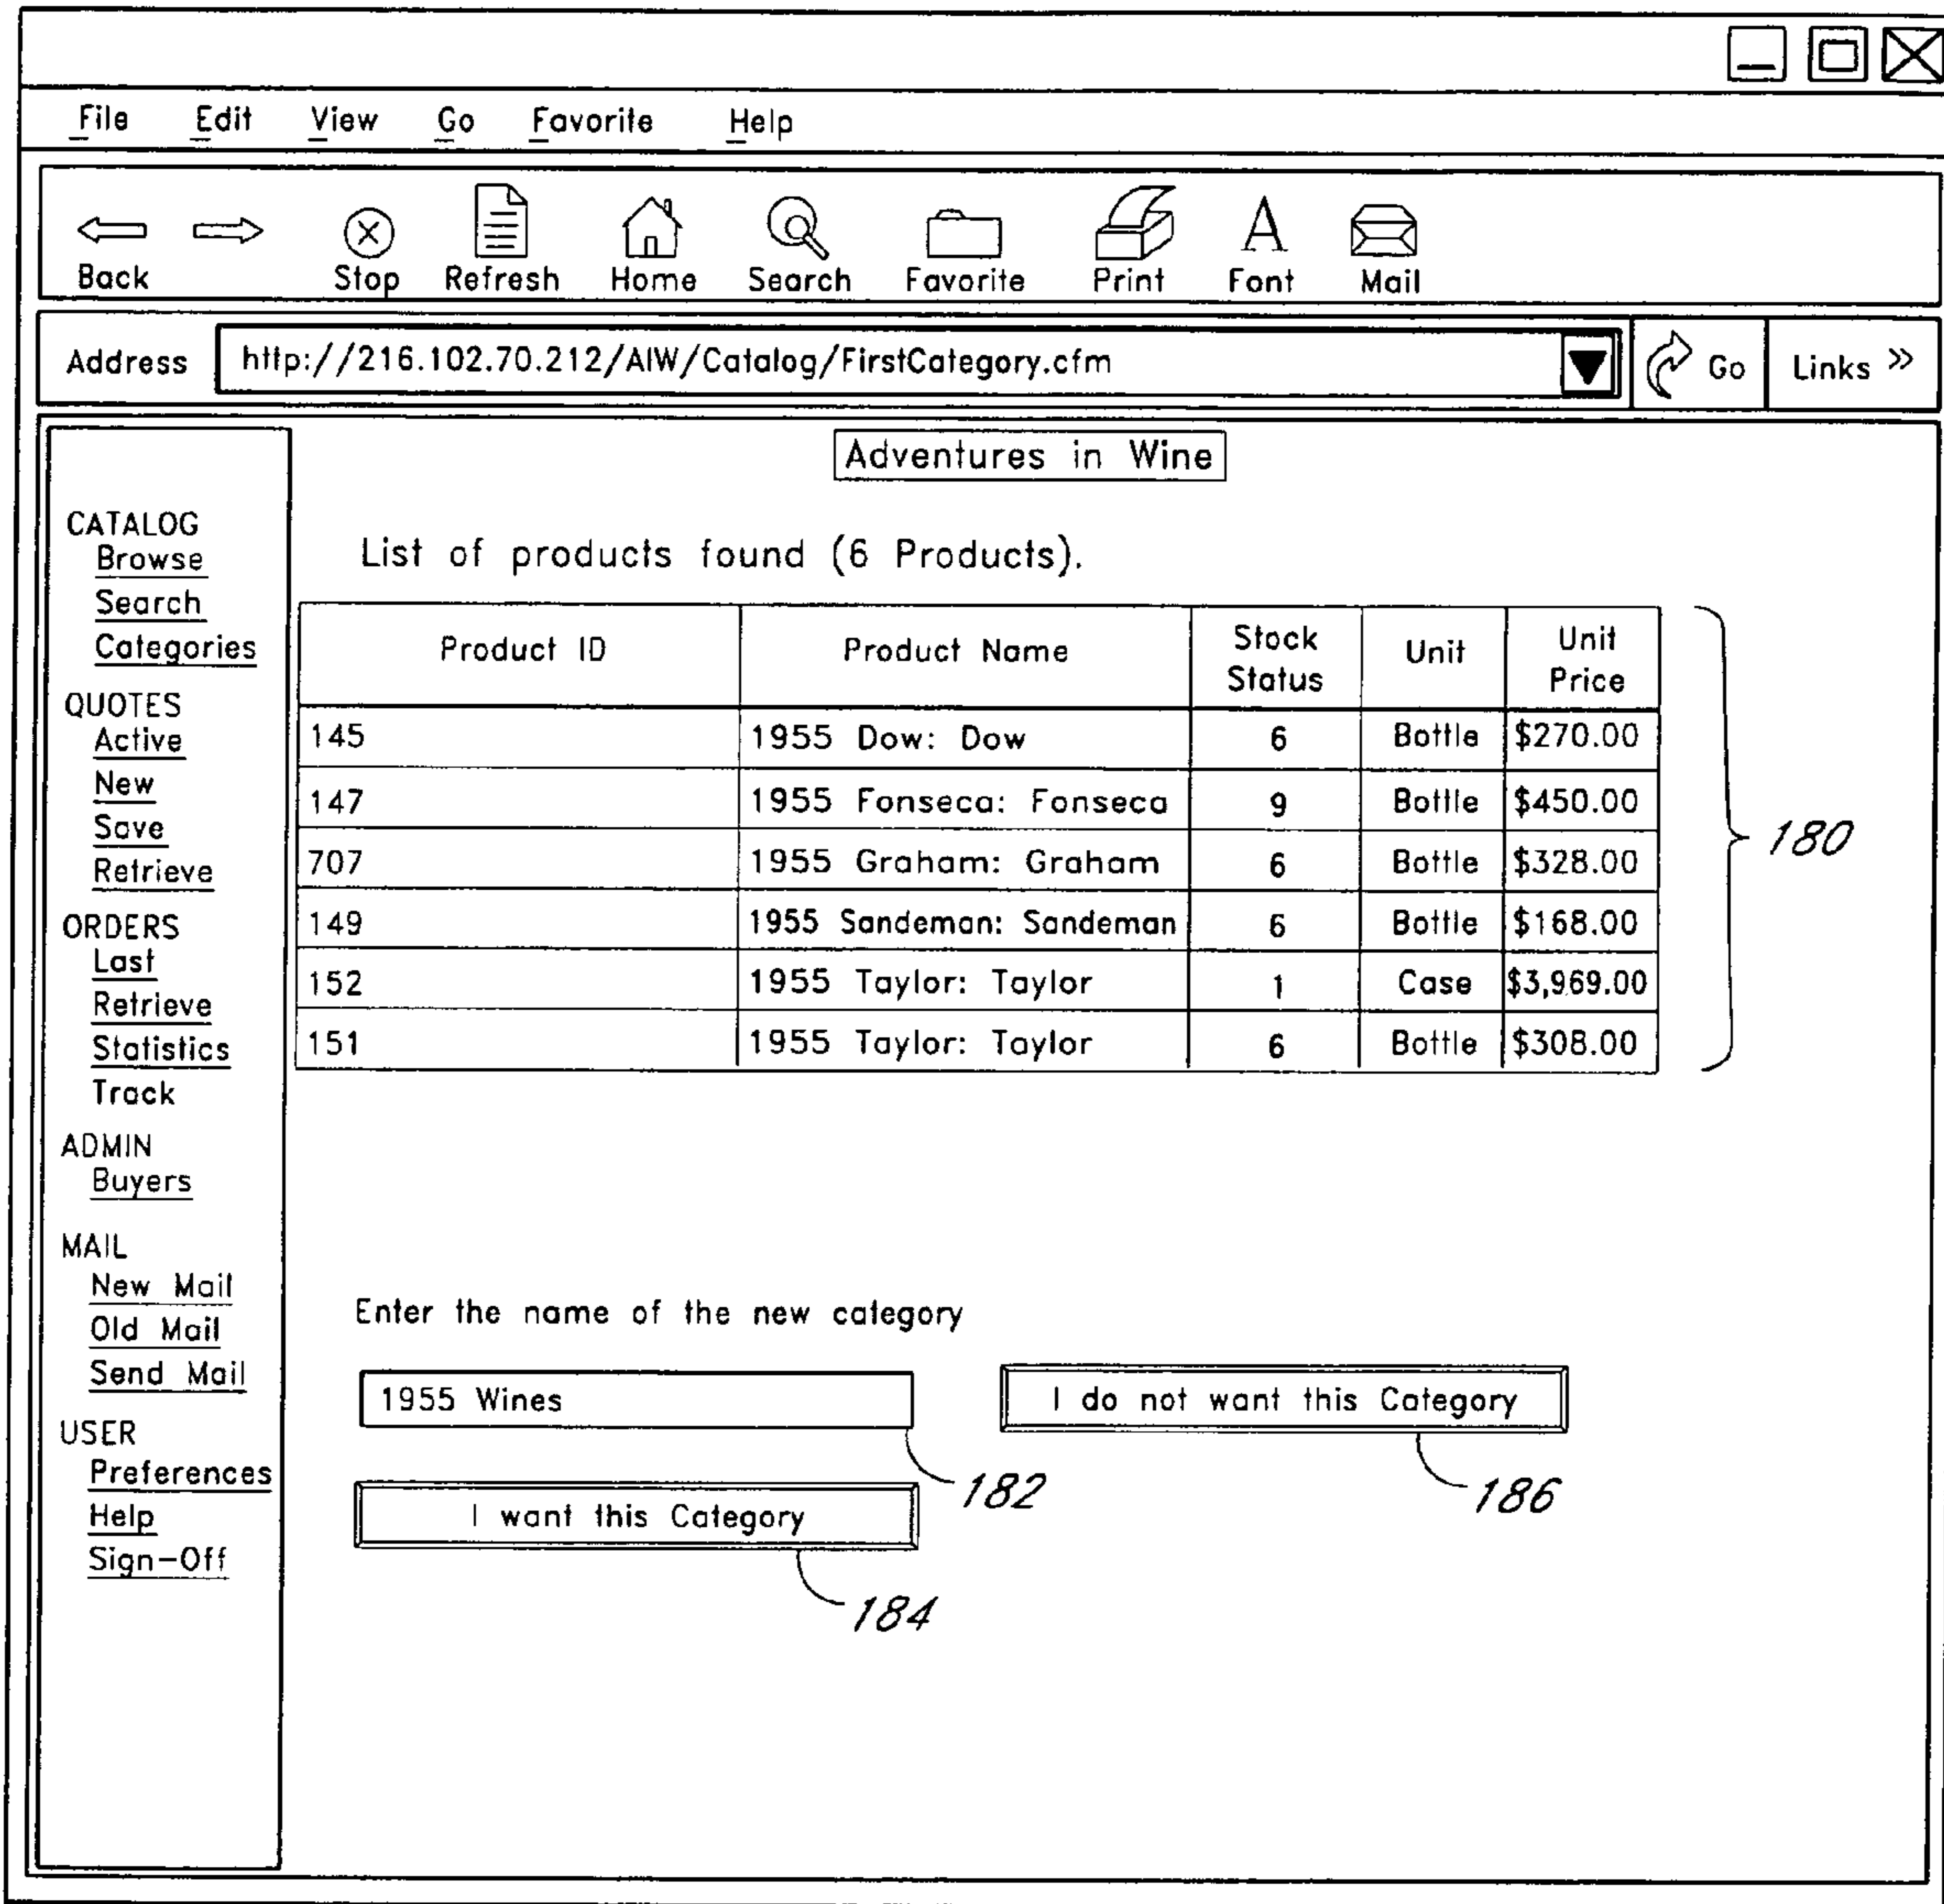 File Edit View Go Favorite Help
Back Stop Refresh Home Search Favorite Print Font Mail
Address http://216.102.70.212/AIW/Catalog/FirstCategory.cfm Go Links »
Adventures in Wine
CATALOG
Browse
Search
Categories
QUOTES
Active
New
Save
Retrieve
ORDERS
Last
Retrieve
Statistics
Track
ADMIN
Buyers
MAIL
New Mail
Old Mail
Send Mail
USER
Preferences
Help
Sign-Off
List of products found (6 Products).
Product ID Product Name Stock Status Unit Unit Price
145 1955 Dow: Dow 6 Bottle $270.00
147 1955 Fonseca: Fonseca 9 Bottle $450.00
707 1955 Graham: Graham 6 Bottle $328.00
149 1955 Sandeman: Sandeman 6 Bottle $168.00
152 1955 Taylor: Taylor 1 Case $3,969.00
151 1955 Taylor: Taylor 6 Bottle $308.00
180
Enter the name of the new category
1955 Wines I do not want this Category
182 186
I want this Category
184